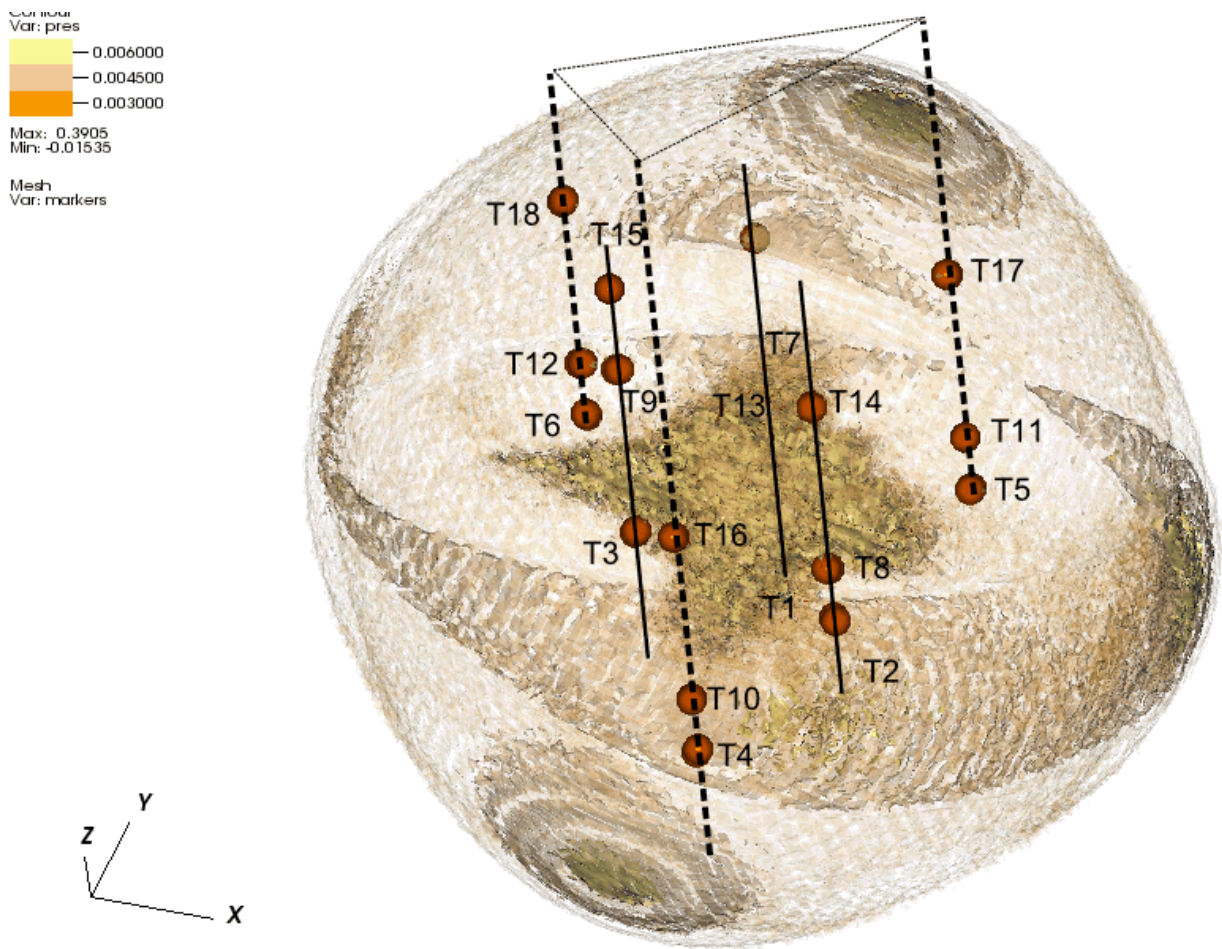 Contour
Var: pres
0.006000
0.004500
0.003000
Max: 0.3905
Min: -0.01535
Mesh
Var: markers
T18
T15
T17
T7
T12
T9
T13
T14
T6
T11
T5
T3
T16
T8
T1
T2
T10
T4
Y
Z
X